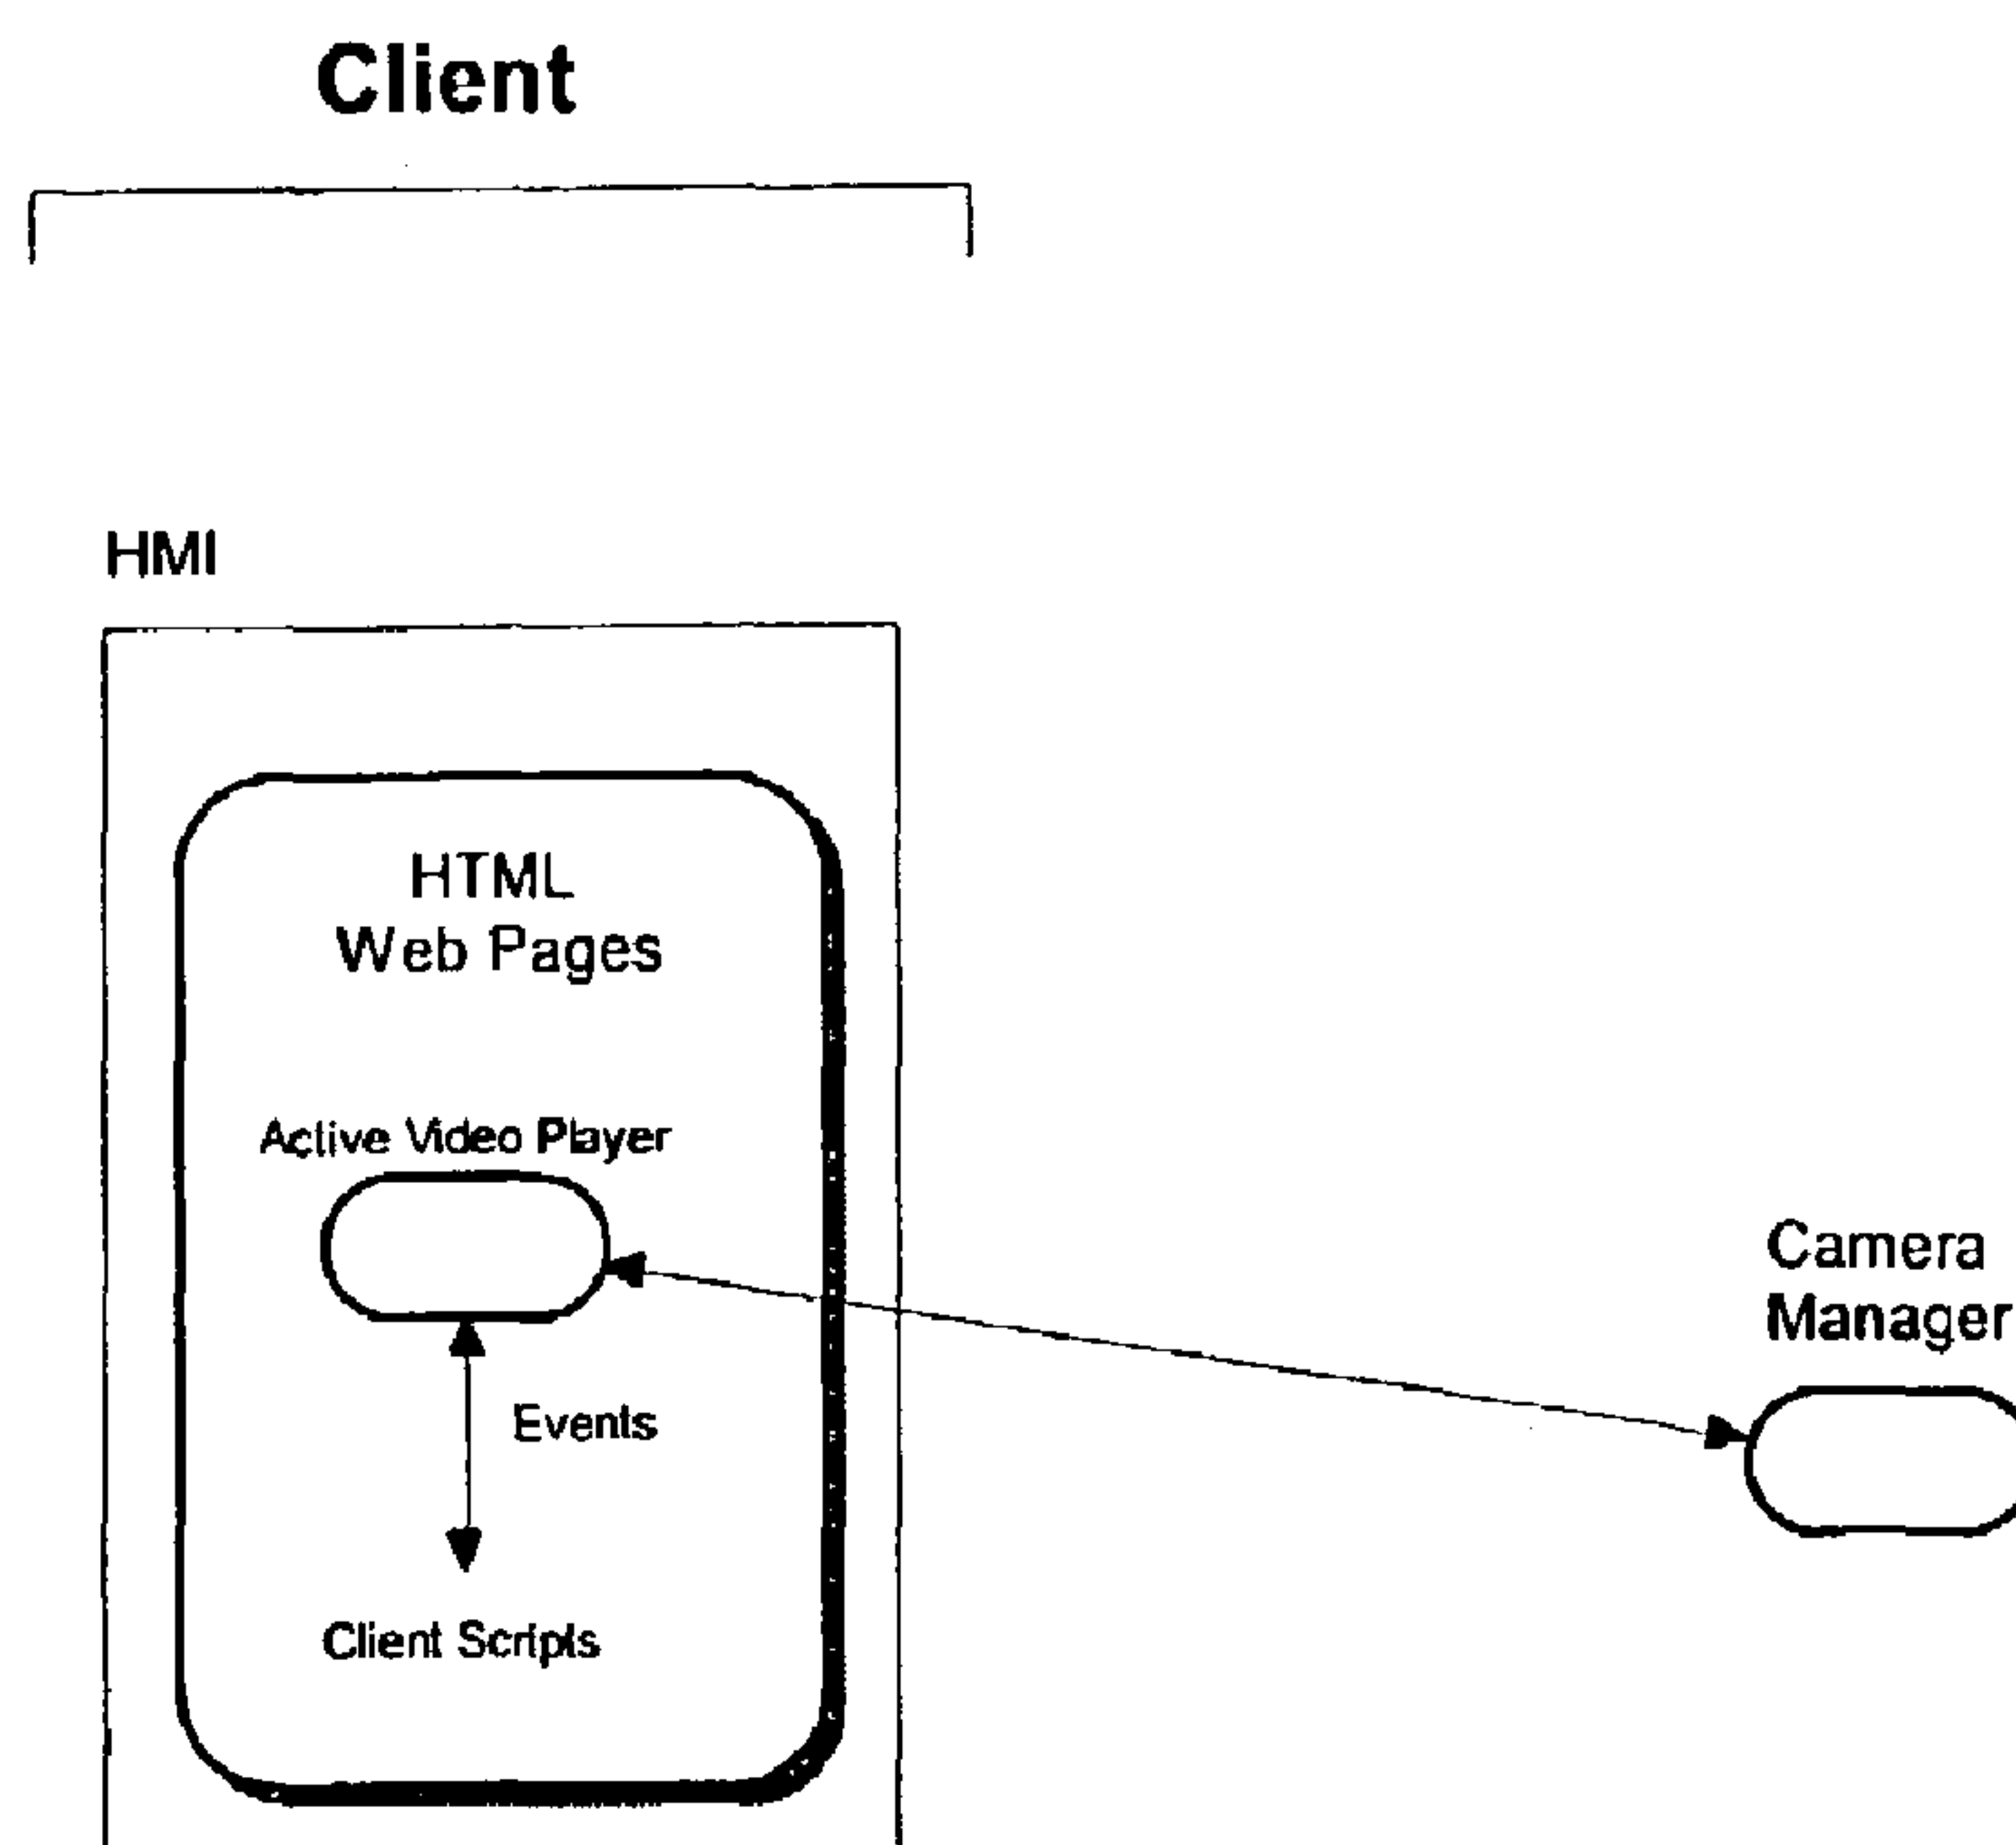 Client
HMI
HTML
Web Pages
Active Video Player
Camera
Manager
Events
Client Scripts